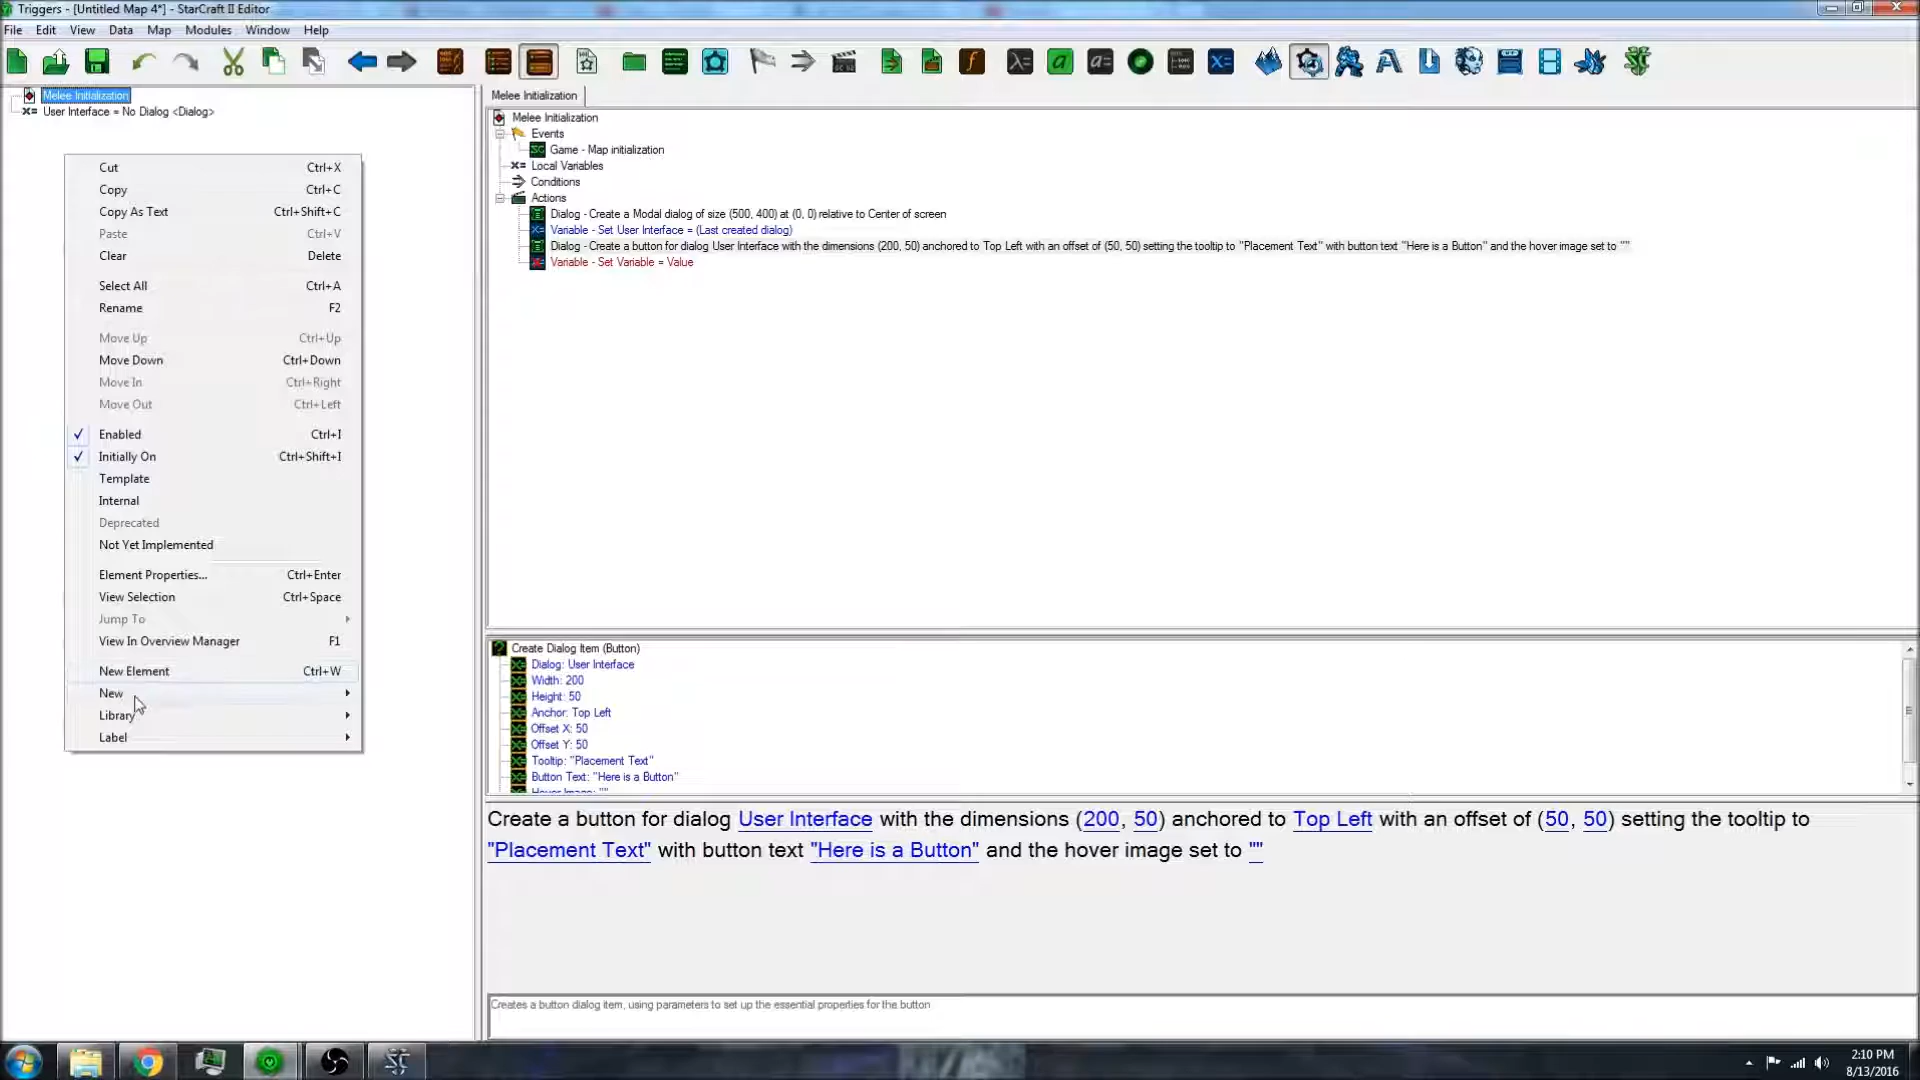 Triggers - [Untitled Map 4*] - StarCraft II Editor
File Edit View Data Map Modules Window Help
Melee Initialization
User Interface = No Dialog <Dialog>
Cut Ctrl+X
Copy Ctrl+C
Copy As Text Ctrl+Shift+C
Paste Ctrl+V
Clear Delete
Select All Ctrl+A
Rename F2
Move Up Ctrl+Up
Move Down Ctrl+Down
Move In Ctrl+Right
Move Out Ctrl+Left
Enabled Ctrl+I
Initially On Ctrl+Shift+I
Template
Internal
Deprecated
Not Yet Implemented
Element Properties... Ctrl+Enter
View Selection Ctrl+Space
Jump To
View In Overview Manager F1
New Element Ctrl+W
New
Library
Label
Melee Initialization
Melee Initialization
Events
Game - Map initialization
Local Variables
Conditions
Actions
Dialog - Create a Modal dialog of size (500, 400) at (0, 0) relative to Center of screen
Variable - Set User Interface = (Last created dialog)
Dialog - Create a button for dialog User Interface with the dimensions (200, 50) anchored to Top Left with an offset of (50, 50) setting the tooltip to "Placement Text" with button text "Here is a Button" and the hover image set to ""
Variable - Set Variable = Value
Create Dialog Item (Button)
Dialog: User Interface
Width: 200
Height: 50
Anchor: Top Left
Offset X: 50
Offset Y: 50
Tooltip: "Placement Text"
Button Text: "Here is a Button"
Hover Image: ""
Create a button for dialog User Interface with the dimensions (200, 50) anchored to Top Left with an offset of (50, 50) setting the tooltip to
"Placement Text" with button text "Here is a Button" and the hover image set to ""
Creates a button dialog item, using parameters to set up the essential properties for the button
2:10 PM
8/13/2016